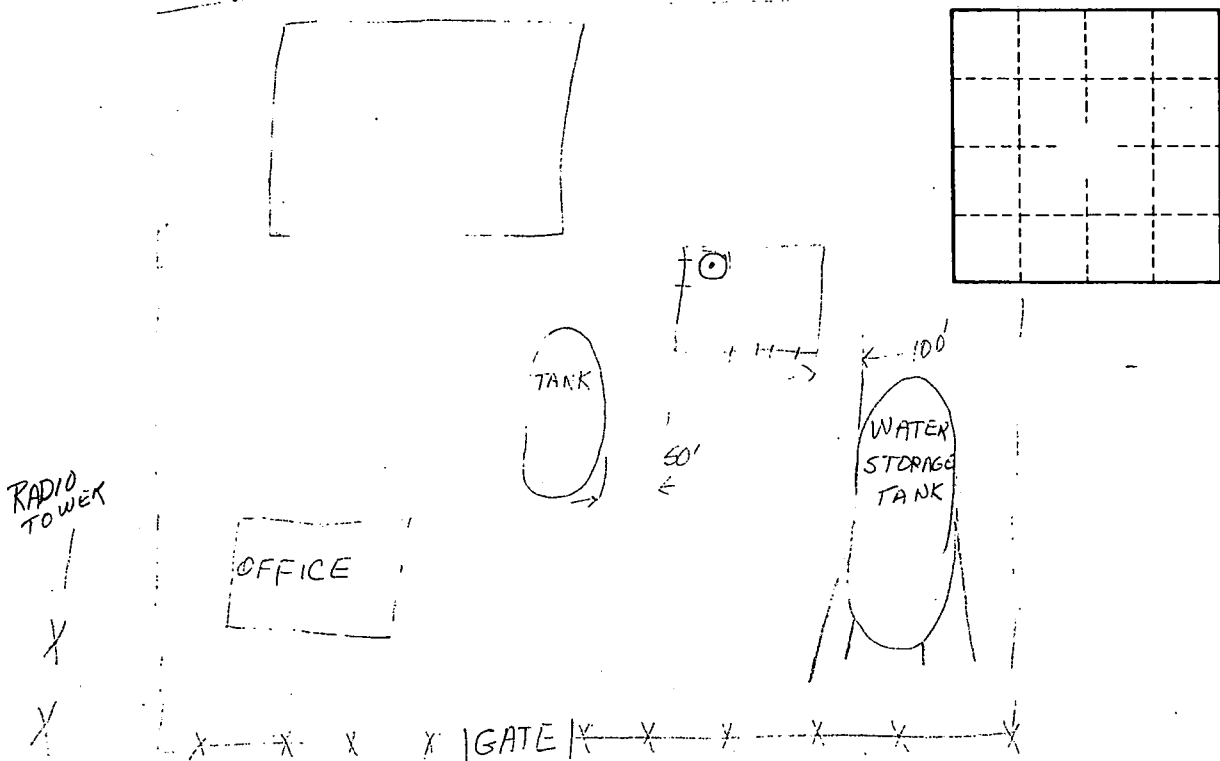 100'
TANK
50'
WATER
STORAGE
TANK
RADIO
TOWER
OFFICE
GATE